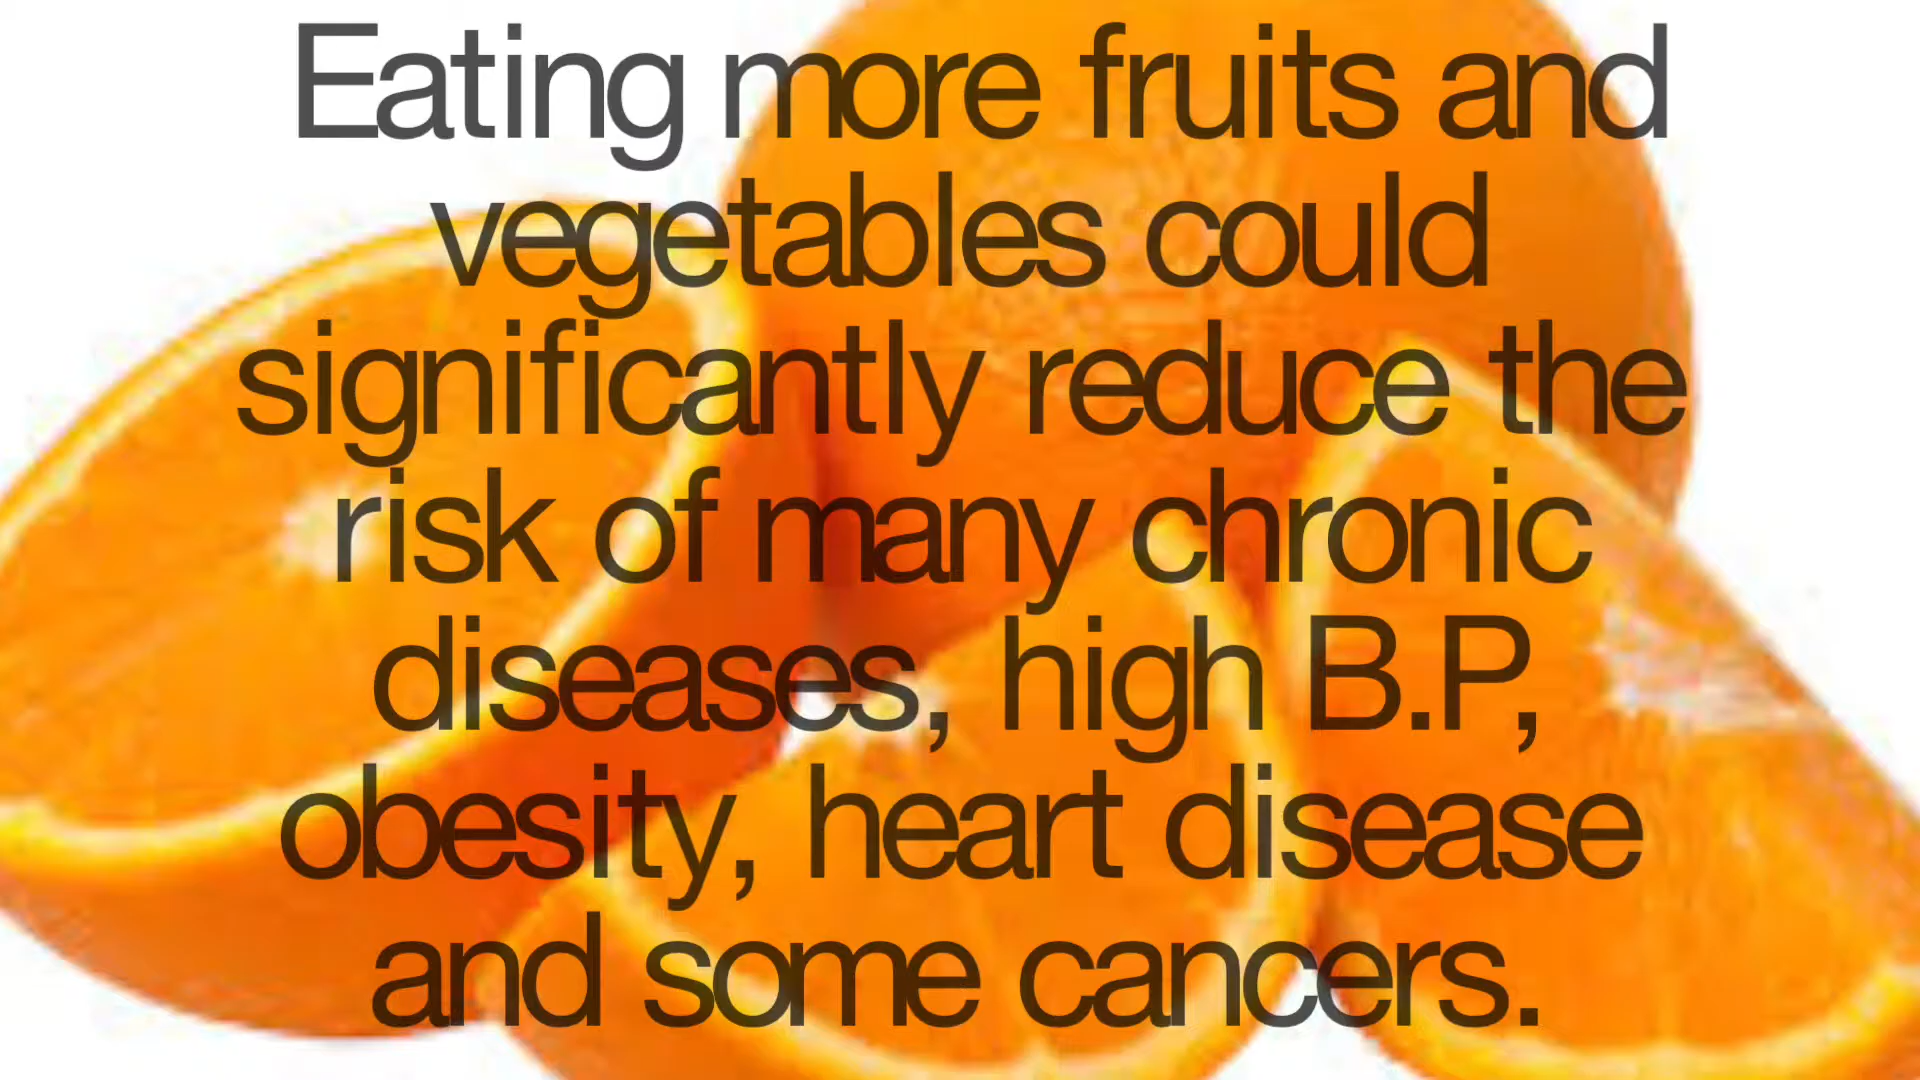 Eating more fruits and
vegetables could
significantly reduce the
risk of many chronic
diseases, high B.P,
obesity, heart disease
and some cancers.